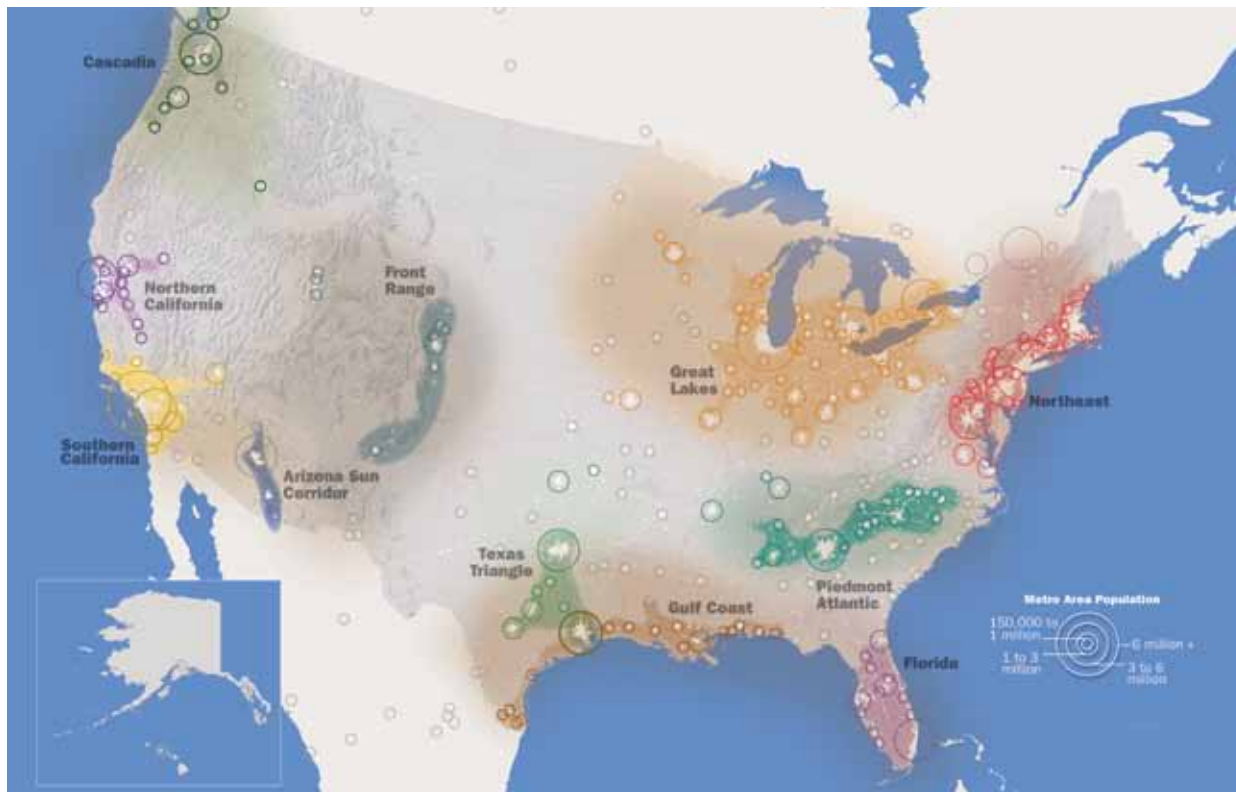 Cascadia
Northern
California
Front
Range
Great
Lakes
Northeast
Southern
California
Arizona Sun
Corridor
Texas
Triangle
Gulf Coast
Piedmont
Atlantic
Florida
Metro Area Population
150,000 to
1 million
1 to 3
million
6 million +
3 to 6
million